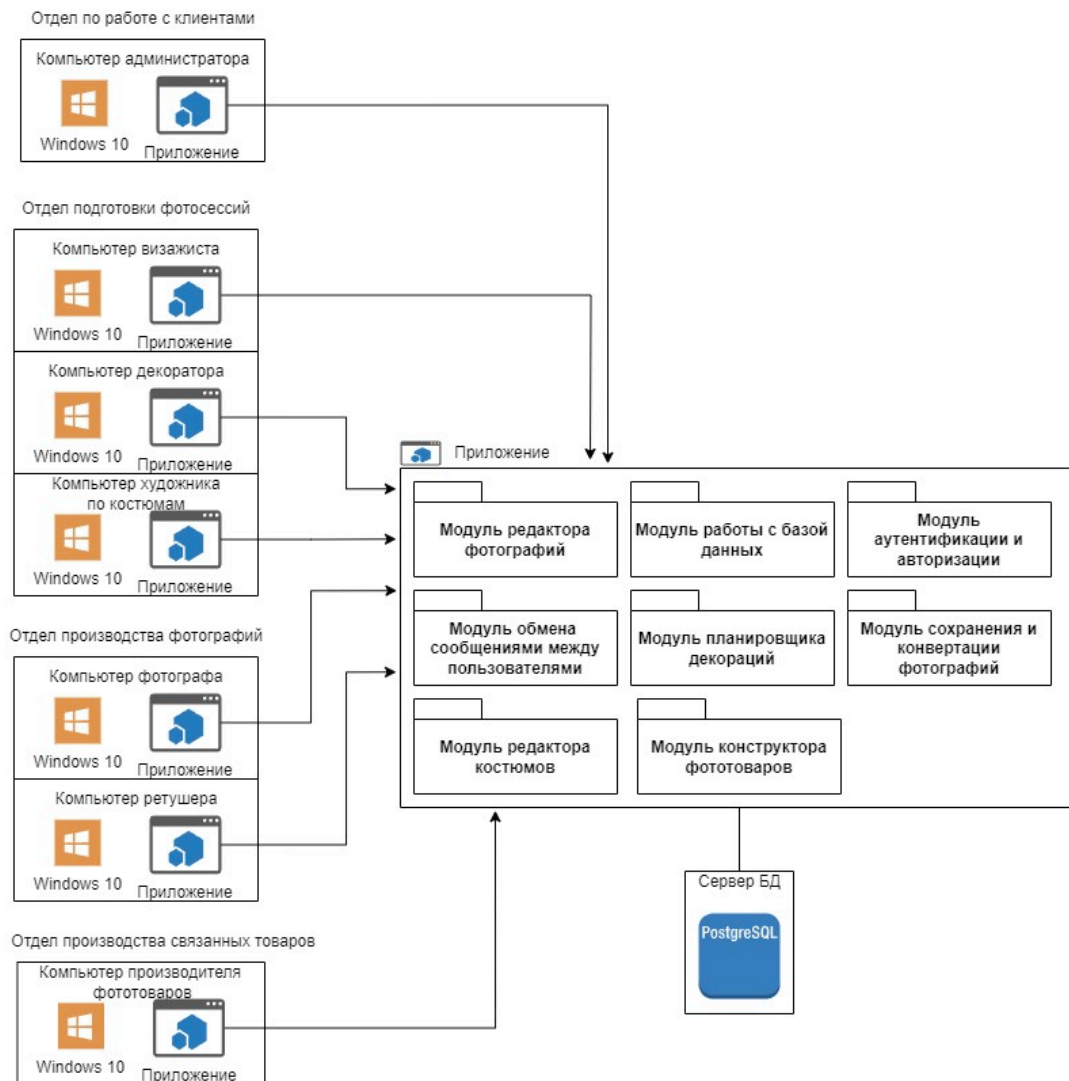 Отдел по работе с клиентами
Компьютер администратора
Windows 10
Приложение
Отдел подготовки фотосессий
Компьютер визажиста
Windows 10
Приложение
Компьютер декоратора
Windows 10
Приложение
Компьютер художника
по костюмам
Windows 10
Приложение
Отдел производства фотографий
Компьютер фотографа
Windows 10
Приложение
Компьютер ретушера
Windows 10
Приложение
Отдел производства связанных товаров
Компьютер производителя
фототоваров
Windows 10
Приложение
Приложение
Модуль редактора
фотографий
Модуль работы с базой
данных
Модуль
аутентификации и
авторизации
Модуль обмена
сообщениями между
пользователями
Модуль планировщика
декораций
Модуль сохранения и
конвертации
фотографий
Модуль редактора
костюмов
Модуль конструктора
фототоваров
Сервер БД
PostgreSQL